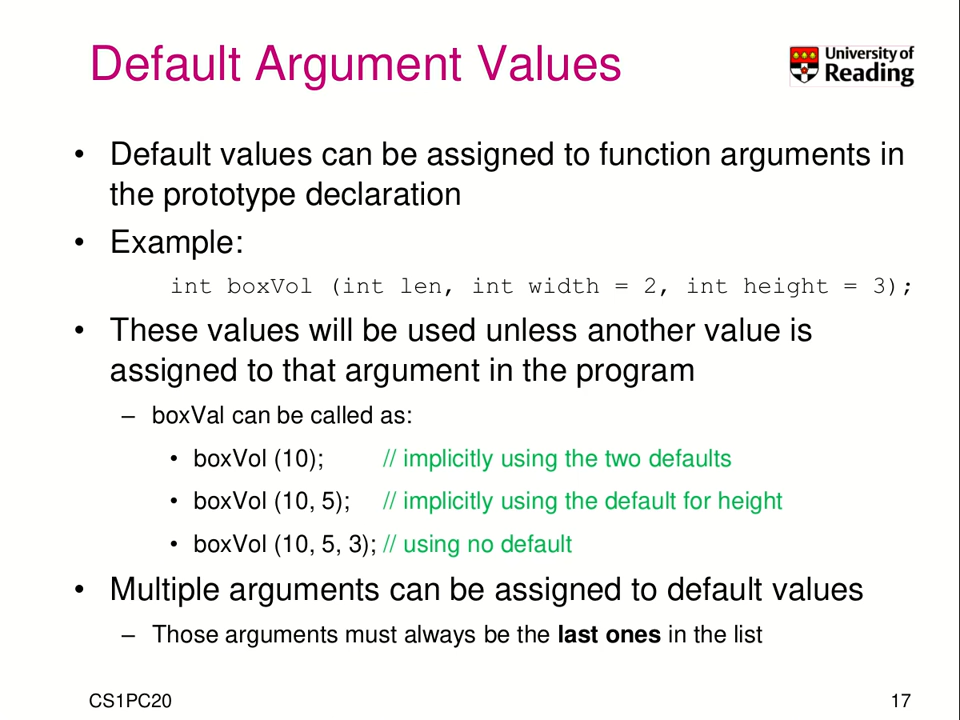 Default Argument Values
University of
Reading
• Default values can be assigned to function arguments in
the prototype declaration
• Example:
int boxVol (int len, int width = 2, int height = 3);
• These values will be used unless another value is
assigned to that argument in the program
– boxVal can be called as:
• boxVol (10); // implicitly using the two defaults
• boxVol (10, 5); // implicitly using the default for height
• boxVol (10, 5, 3); // using no default
• Multiple arguments can be assigned to default values
– Those arguments must always be the last ones in the list
CS1PC20 17